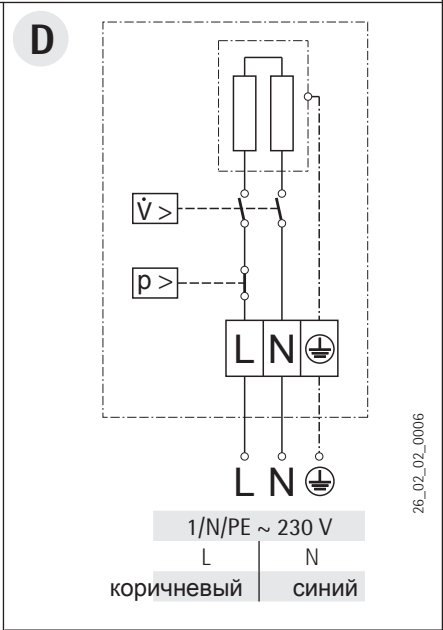 D
V̇ >
p >
L N
L N
1/N/PE ~ 230 V
L N
коричневый синий
26_02_02_0006